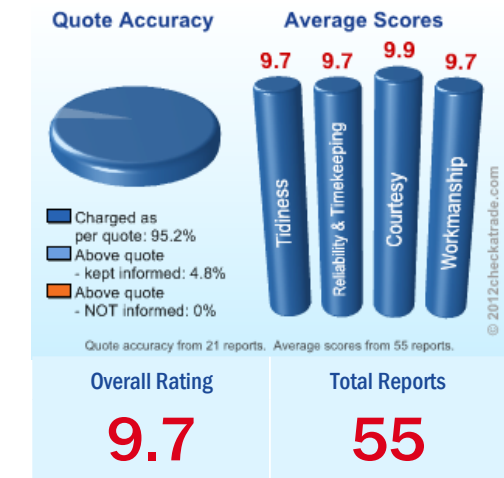 Quote Accuracy
Average Scores
9.7
9.7
9.9
9.7
Tidiness
Reliability & Timekeeping
Courtesy
Workmanship
Charged as
per quote: 95.2%
Above quote
- kept informed: 4.8%
Above quote
- NOT informed: 0%
© 2012checkatrade.com
Quote accuracy from 21 reports. Average scores from 55 reports.
Overall Rating
9.7
Total Reports
55